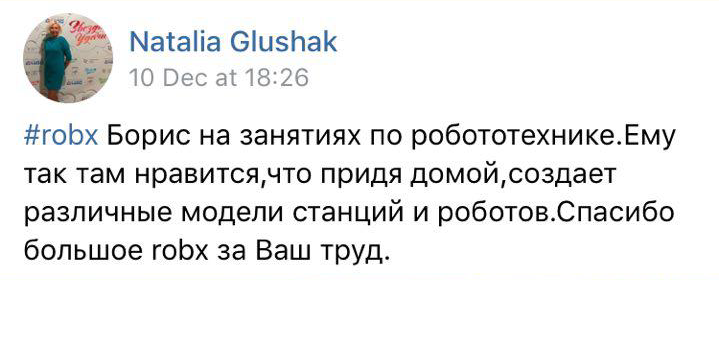 Natalia Glushak
10 Dec at 18:26
#robx Борис на занятиях по робототехнике.Ему
так там нравится,что придя домой,создает
различные модели станций и роботов.Спасибо
большое robx за Ваш труд.